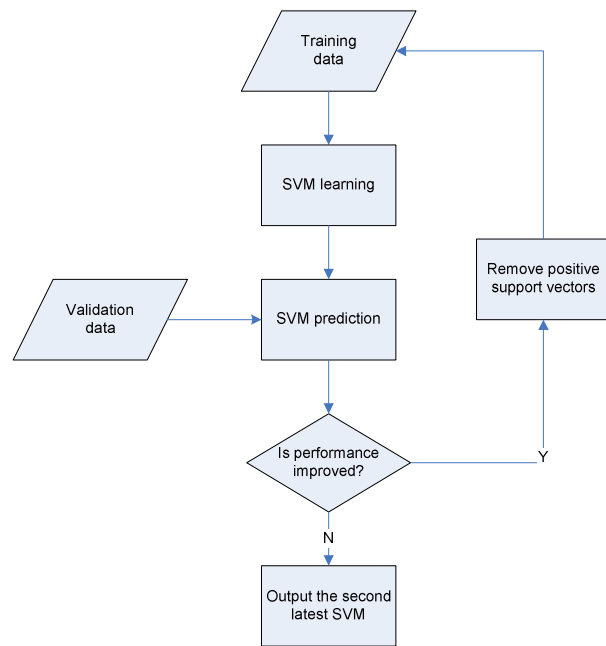 Training
data
SVM learning
Remove positive
support vectors
Validation
data
SVM prediction
Is performance
improved?
Y
N
Output the second
latest SVM